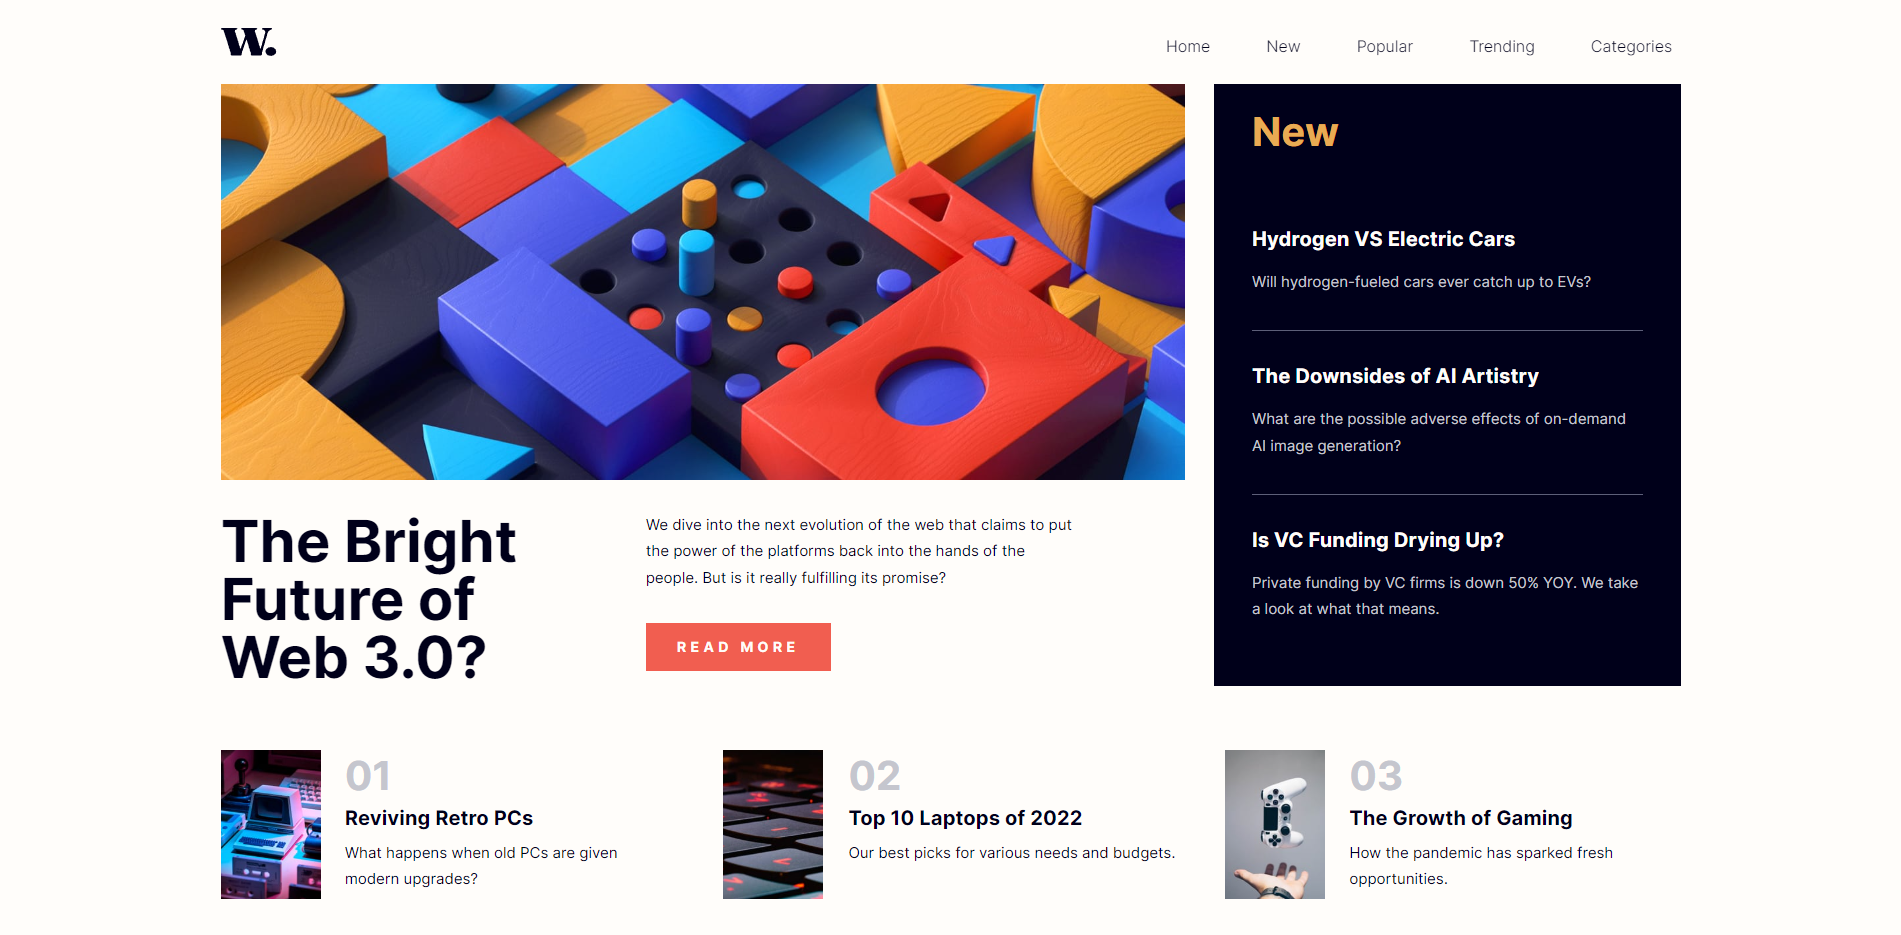 W.
Home
New
Popular
Trending
Categories
New
Hydrogen VS Electric Cars
Will hydrogen-fueled cars ever catch up to EVs?
The Downsides of AI Artistry
What are the possible adverse effects of on-demand
AI image generation?
Is VC Funding Drying Up?
Private funding by VC firms is down 50% YOY. We take
a look at what that means.
The Bright
Future of
Web 3.0?
We dive into the next evolution of the web that claims to put
the power of the platforms back into the hands of the
people. But is it really fulfilling its promise?
READ MORE
01
Reviving Retro PCs
What happens when old PCs are given
modern upgrades?
02
Top 10 Laptops of 2022
Our best picks for various needs and budgets.
03
The Growth of Gaming
How the pandemic has sparked fresh
opportunities.